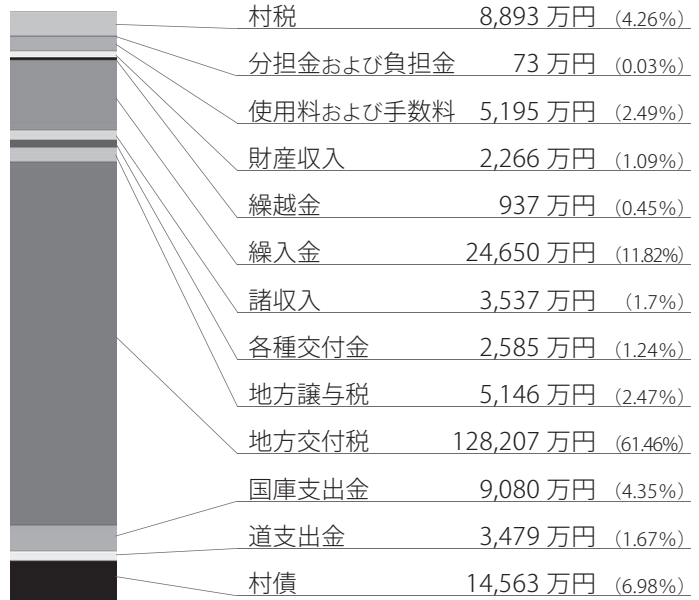 村税 8,893 万円 （4.26%）
分担金および負担金 73 万円 （0.03%）
使用料および手数料 5,195 万円 （2.49%）
財産収入 2,266 万円 （1.09%）
繰越金 937 万円 （0.45%）
繰入金 24,650 万円 （11.82%）
諸収入 3,537 万円 （1.7%）
各種交付金 2,585 万円 （1.24%）
地方譲与税 5,146 万円 （2.47%）
地方交付税 128,207 万円 （61.46%）
国庫支出金 9,080 万円 （4.35%）
道支出金 3,479 万円 （1.67%）
村債 14,563 万円 （6.98%）